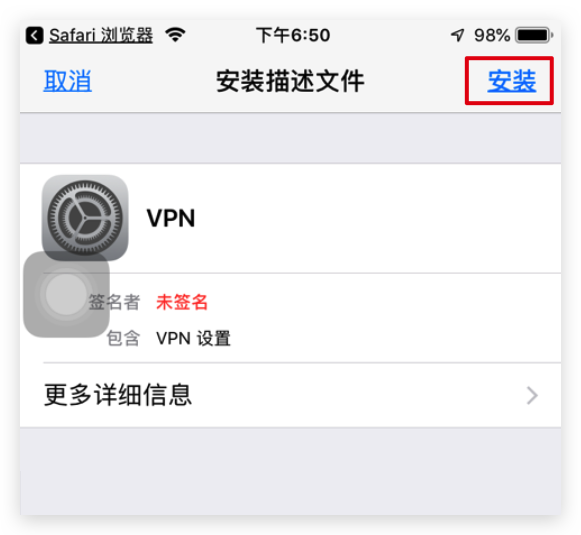 Safari 浏览器 下午6:50 98%
取消 安装描述文件 安装
VPN
签名者 未签名
包含 VPN 设置
更多详细信息